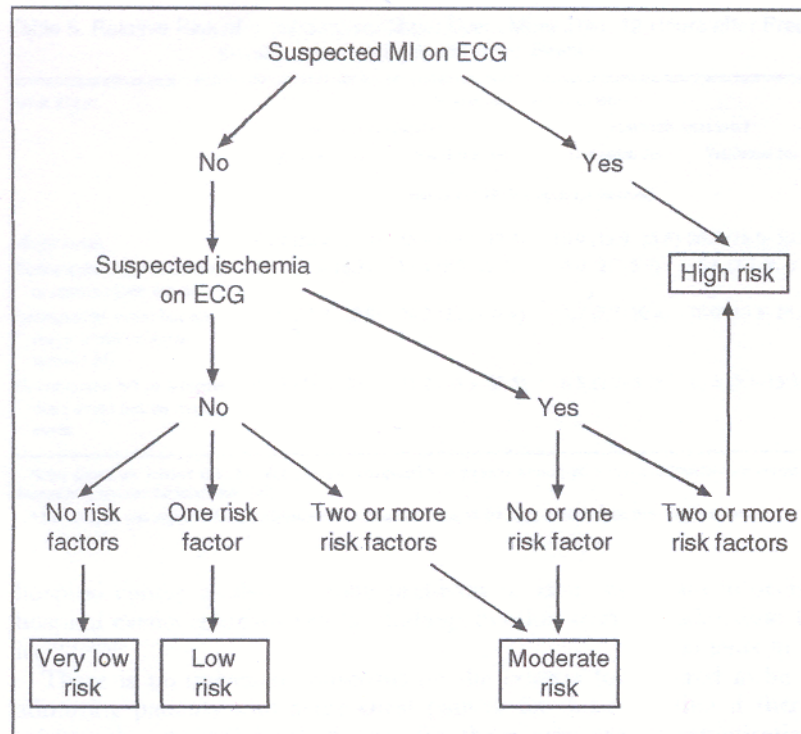 Suspected MI on ECG
No
Yes
Suspected ischemia
on ECG
High risk
No
Yes
No risk
factors
One risk
factor
Two or more
risk factors
No or one
risk factor
Two or more
risk factors
Very low
risk
Low
risk
Moderate
risk